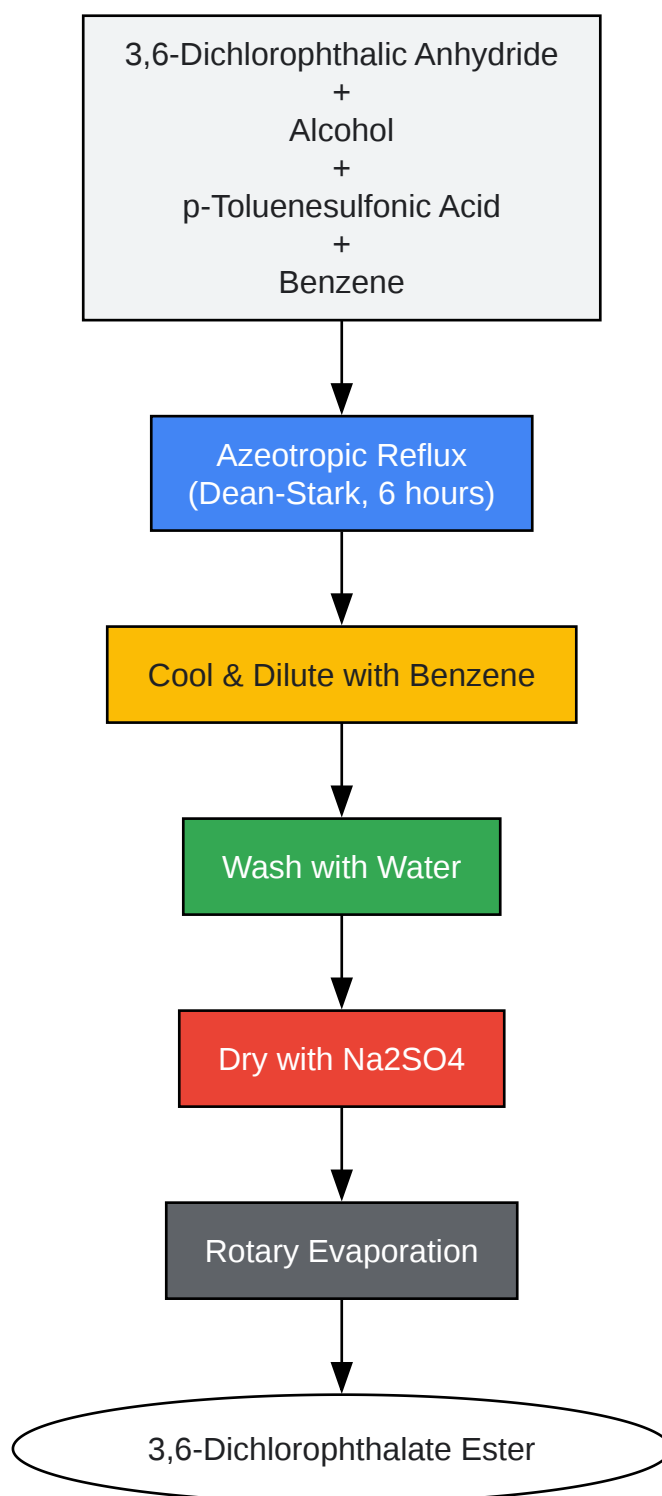 3,6-Dichlorophthalic Anhydride
+
Alcohol
+
p-Toluenesulfonic Acid
+
Benzene
Azeotropic Reflux
(Dean-Stark, 6 hours)
Cool & Dilute with Benzene
Wash with Water
Dry with Na2SO4
Rotary Evaporation
3,6-Dichlorophthalate Ester